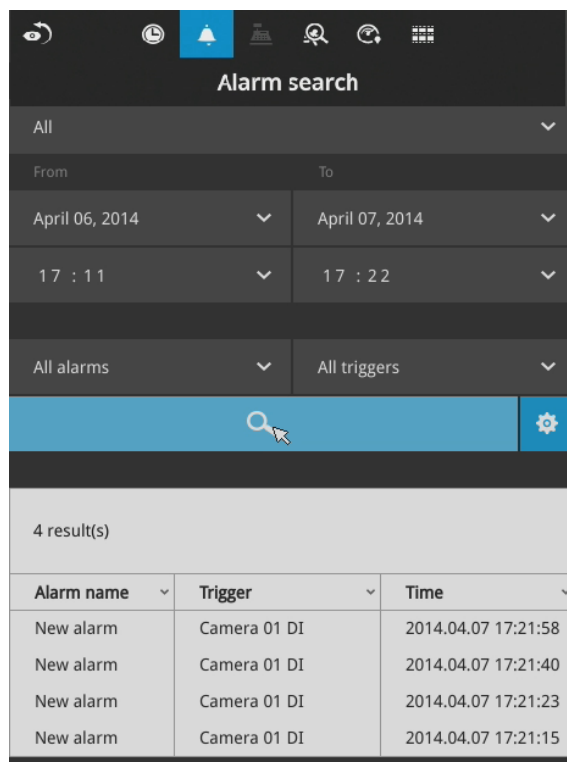 Alarm search
All
From To
April 06, 2014 April 07, 2014
17 : 11 17 : 22
All alarms All triggers
4 result(s)
Alarm name Trigger Time
New alarm Camera 01 DI 2014.04.07 17:21:58
New alarm Camera 01 DI 2014.04.07 17:21:40
New alarm Camera 01 DI 2014.04.07 17:21:23
New alarm Camera 01 DI 2014.04.07 17:21:15